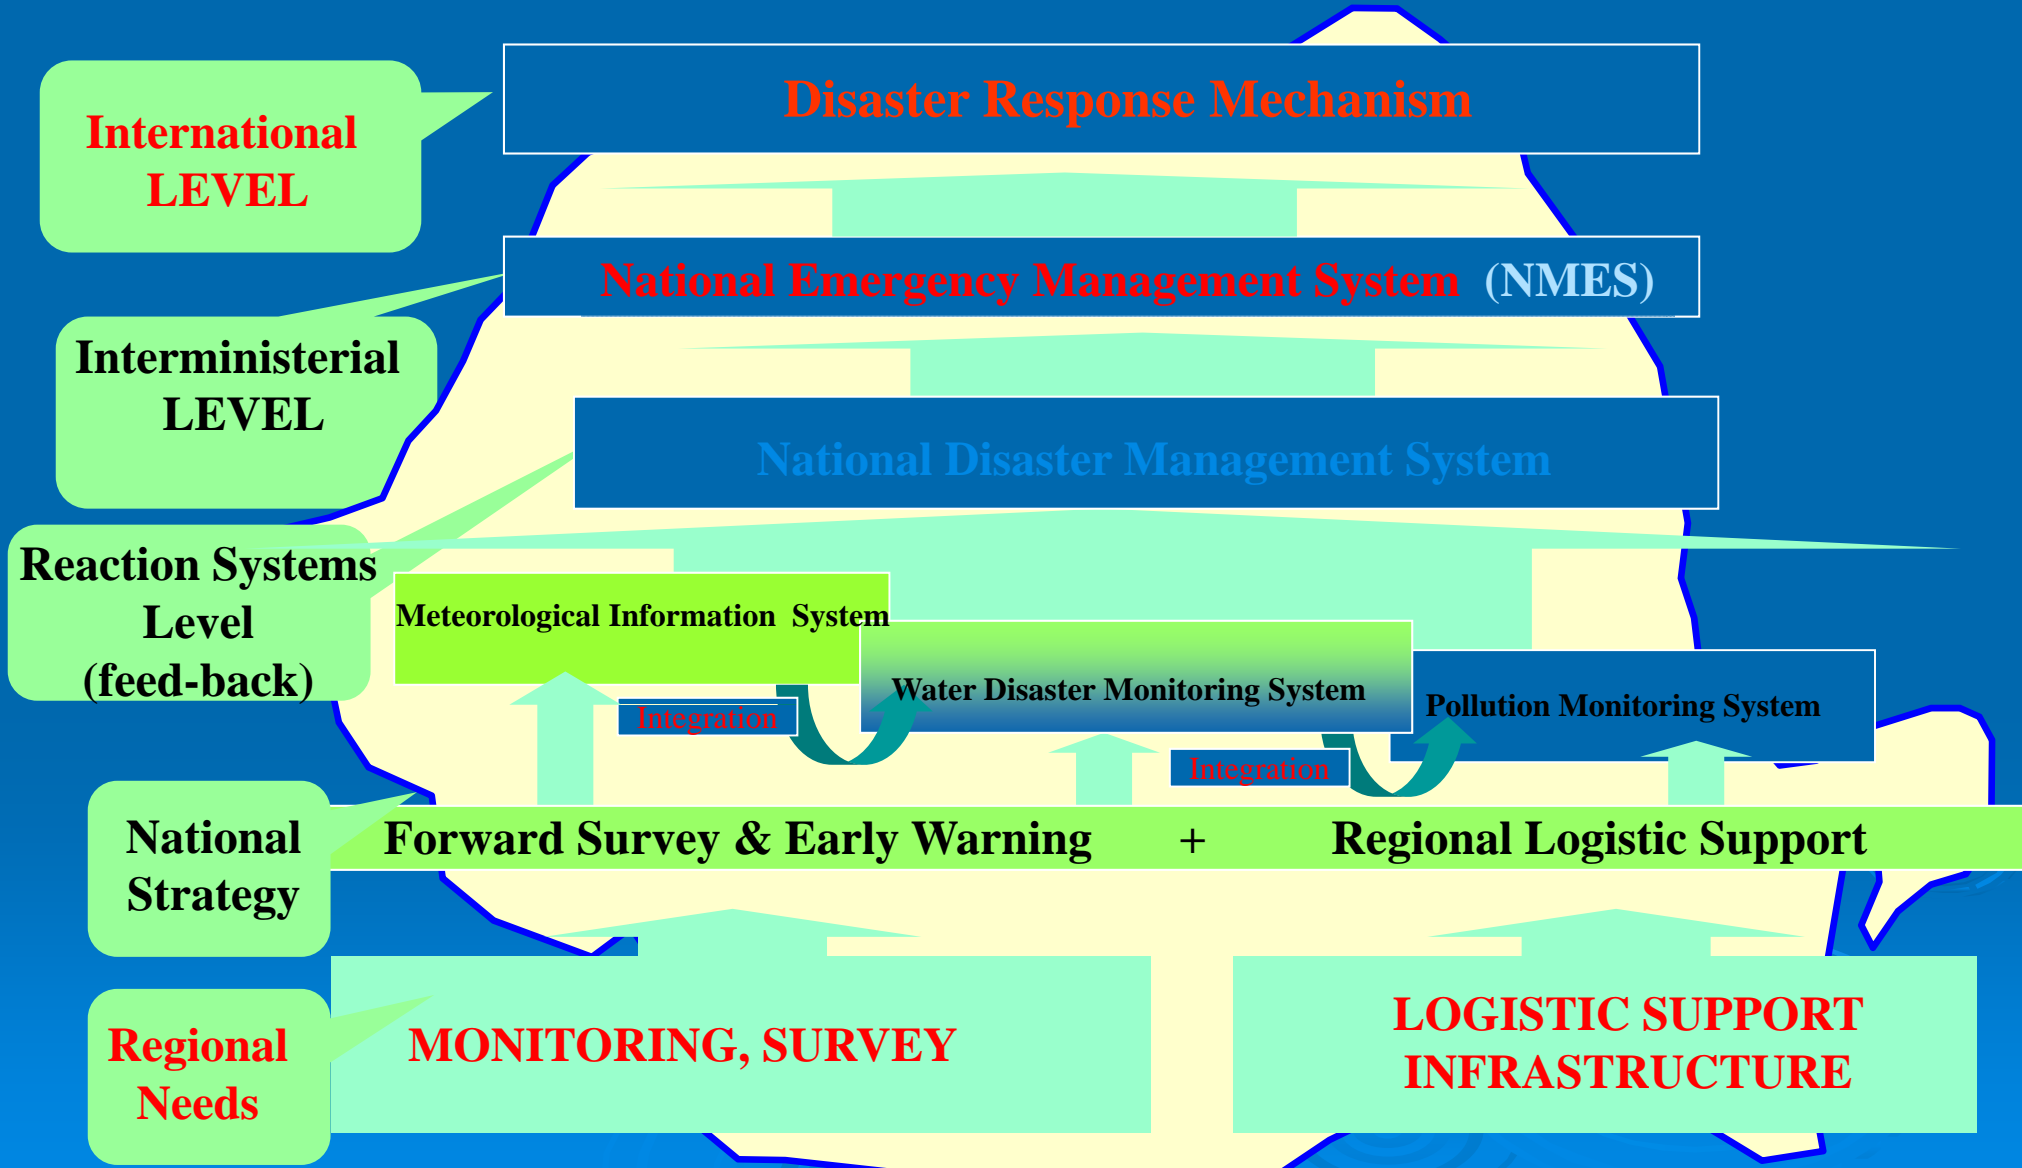 Disaster Response Mechanism
International
LEVEL
National Emergency Management System (NMES)
Interministerial
LEVEL
National Disaster Management System
Reaction Systems
Level
(feed-back)
Meteorological Information System
Water Disaster Monitoring System
Pollution Monitoring System
Integration
Integration
National
Strategy
Forward Survey & Early Warning + Regional Logistic Support
Regional
Needs
MONITORING, SURVEY
LOGISTIC SUPPORT
INFRASTRUCTURE